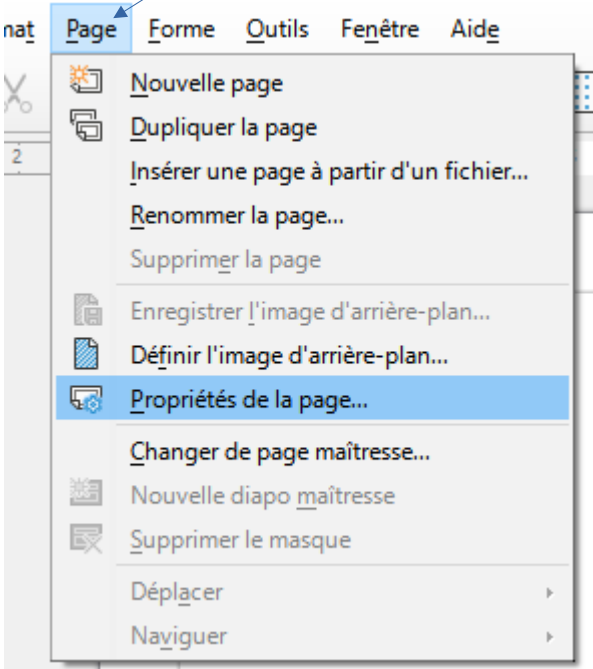 mat Page Forme Outils Fenêtre Aide
Nouvelle page
Dupliquer la page
2
Insérer une page à partir d'un fichier...
Renommer la page...
Supprimer la page
Enregistrer l'image d'arrière-plan...
Définir l'image d'arrière-plan...
Propriétés de la page...
Changer de page maîtresse...
Nouvelle diapo maîtresse
Supprimer le masque
Déplacer
Naviguer